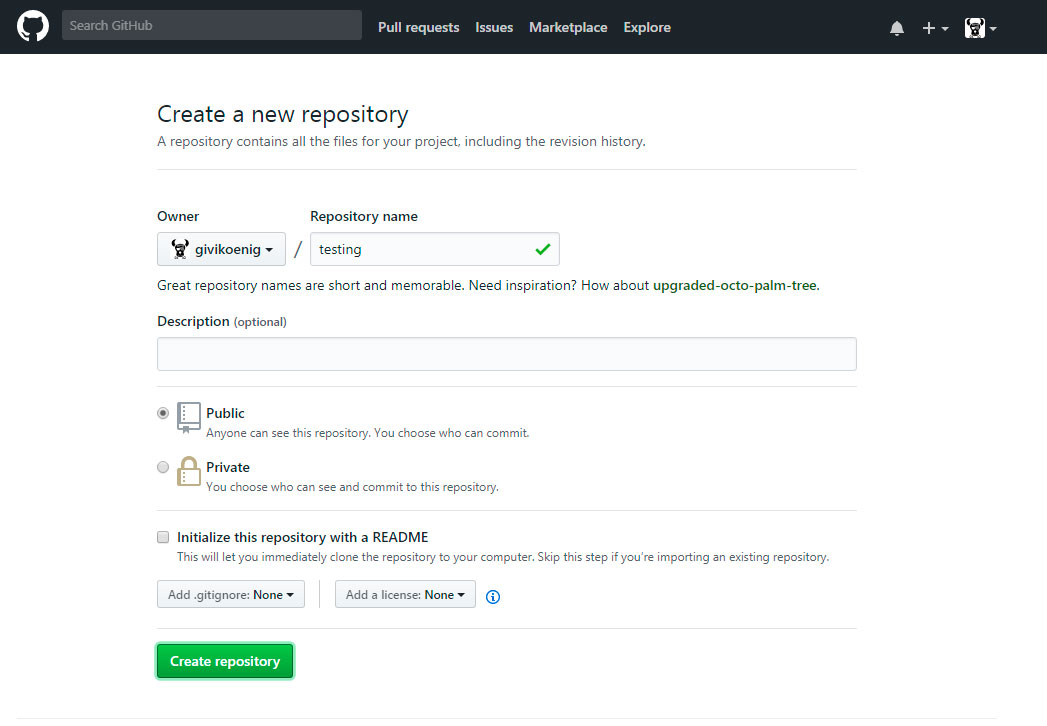 Search GitHub Pull requests Issues Marketplace Explore
Create a new repository
A repository contains all the files for your project, including the revision history.
Owner Repository name
givikoenig / testing
Great repository names are short and memorable. Need inspiration? How about upgraded-octo-palm-tree.
Description (optional)
Public
Anyone can see this repository. You choose who can commit.
Private
You choose who can see and commit to this repository.
Initialize this repository with a README
This will let you immediately clone the repository to your computer. Skip this step if you're importing an existing repository.
Add .gitignore: None Add a license: None
Create repository